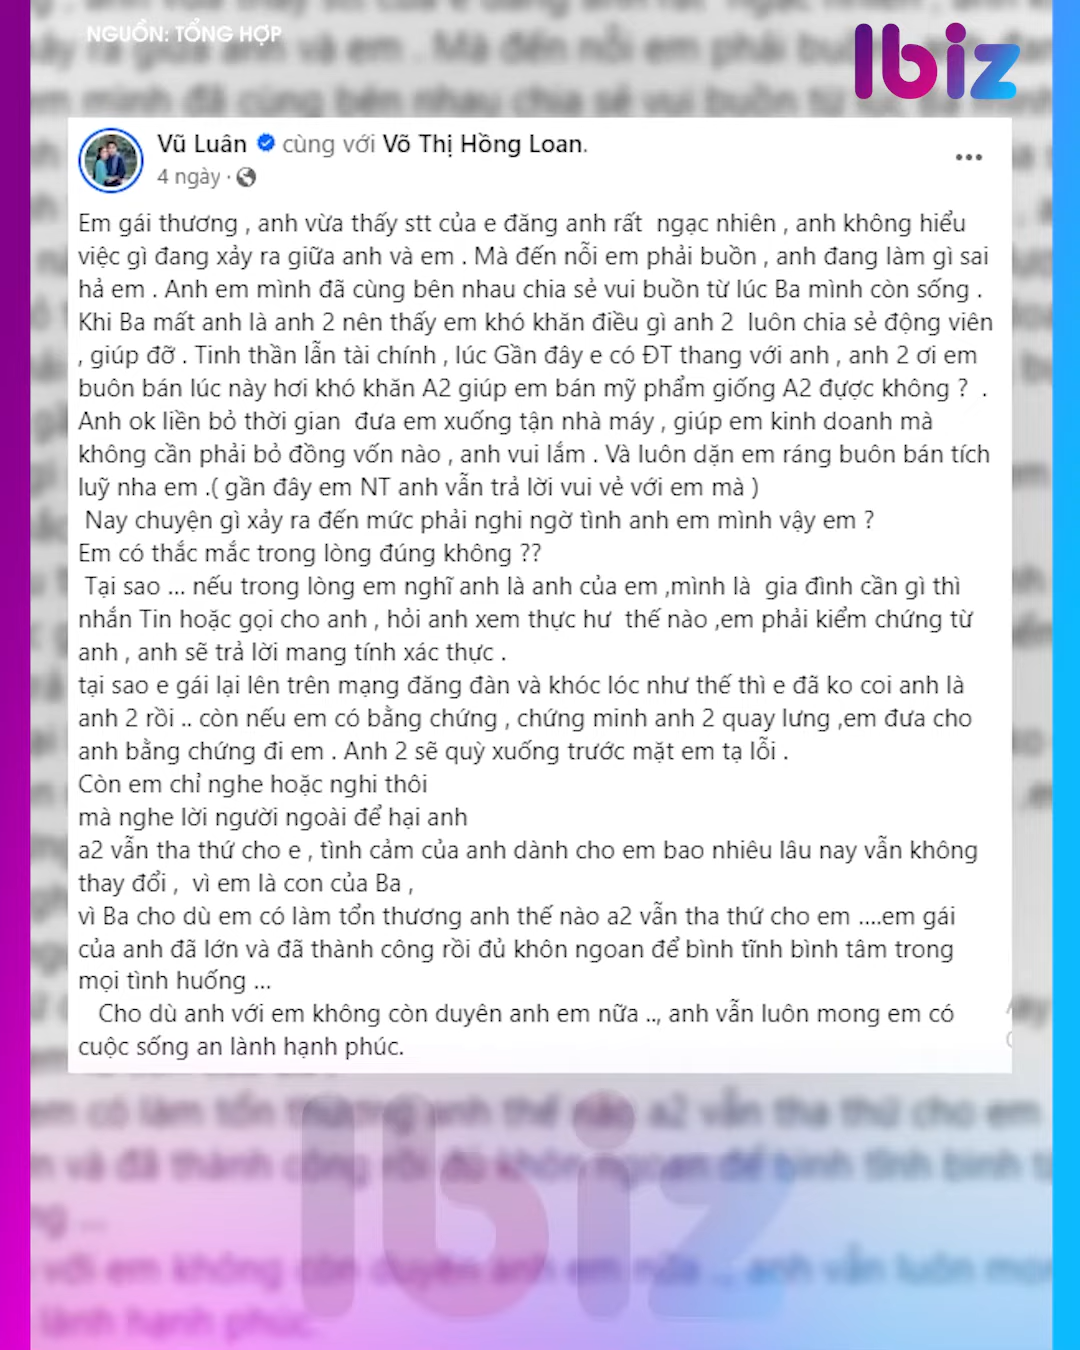 NGUỒN: TỔNG HỢP
lbiz
Vũ Luân cùng với Võ Thị Hồng Loan.
4 ngày ·
Em gái thương , anh vừa thấy stt của e đăng anh rất  ngạc nhiên , anh không hiểu
việc gì đang xảy ra giữa anh và em . Mà đến nỗi em phải buồn , anh đang làm gì sai
hả em . Anh em mình đã cùng bên nhau chia sẻ vui buồn từ lúc Ba mình còn sống .
Khi Ba mất anh là anh 2 nên thấy em khó khăn điều gì anh 2  luôn chia sẻ động viên
, giúp đỡ . Tinh thần lẫn tài chính , lúc Gần đây e có ĐT thang với anh , anh 2 ơi em
buôn bán lúc này hơi khó khăn A2 giúp em bán mỹ phẩm giống A2 đựợc không ?  .
Anh ok liền bỏ thời gian  đưa em xuống tận nhà máy , giúp em kinh doanh mà
không cần phải bỏ đồng vốn nào , anh vui lắm . Và luôn dặn em ráng buôn bán tích
luỹ nha em .( gần đây em NT anh vẫn trả lời vui vẻ với em mà )
Nay chuyện gì xảy ra đến mức phải nghi ngờ tình anh em mình vậy em ?
Em có thắc mắc trong lòng đúng không ??
Tại sao ... nếu trong lòng em nghĩ anh là anh của em ,mình là  gia đình cần gì thì
nhắn Tin hoặc gọi cho anh , hỏi anh xem thực hư  thế nào ,em phải kiểm chứng từ
anh , anh sẽ trả lời mang tính xác thực .
tại sao e gái lại lên trên mạng đăng đàn và khóc lóc như thế thì e đã ko coi anh là
anh 2 rồi .. còn nếu em có bằng chứng , chứng minh anh 2 quay lưng ,em đưa cho
anh bằng chứng đi em . Anh 2 sẽ quỳ xuống trước mặt em tạ lỗi .
Còn em chỉ nghe hoặc nghi thôi
mà nghe lời người ngoài để hại anh
a2 vẫn tha thứ cho e , tình cảm của anh dành cho em bao nhiêu lâu nay vẫn không
thay đổi ,  vì em là con của Ba ,
vì Ba cho dù em có làm tổn thương anh thế nào a2 vẫn tha thứ cho em ....em gái
của anh đã lớn và đã thành công rồi đủ khôn ngoan để bình tĩnh bình tâm trong
mọi tình huống ...
Cho dù anh với em không còn duyên anh em nữa .., anh vẫn luôn mong em có
cuộc sống an lành hạnh phúc.
lbiz